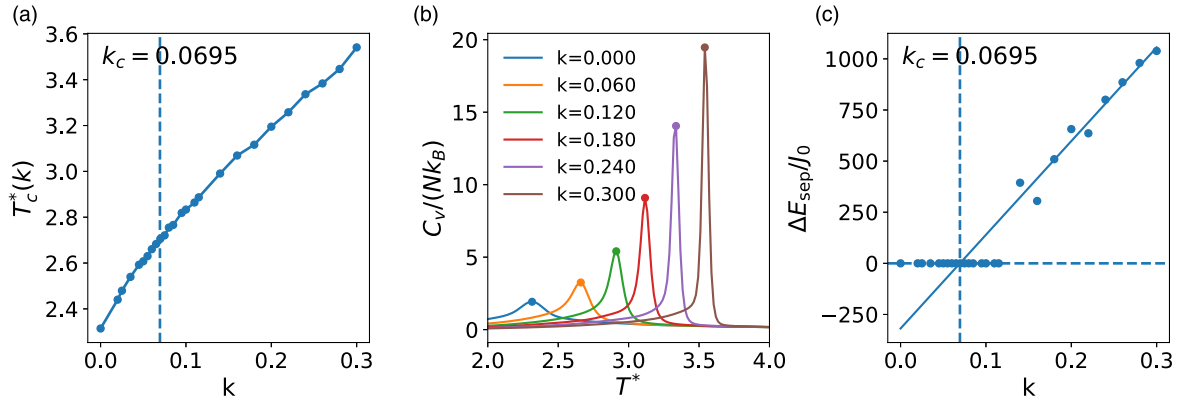 (a)
k_c = 0.0695
3.6
3.4
3.2
3.0
2.8
2.6
2.4
T_c^*(k)
0.0
0.1
0.2
0.3
k
(b)
20
15
10
5
0
C_v/(Nk_B)
k=0.000
k=0.060
k=0.120
k=0.180
k=0.240
k=0.300
2.0
2.5
3.0
3.5
4.0
T^*
(c)
k_c = 0.0695
1000
750
500
250
0
−250
ΔE_sep/J_0
0.0
0.1
0.2
0.3
k